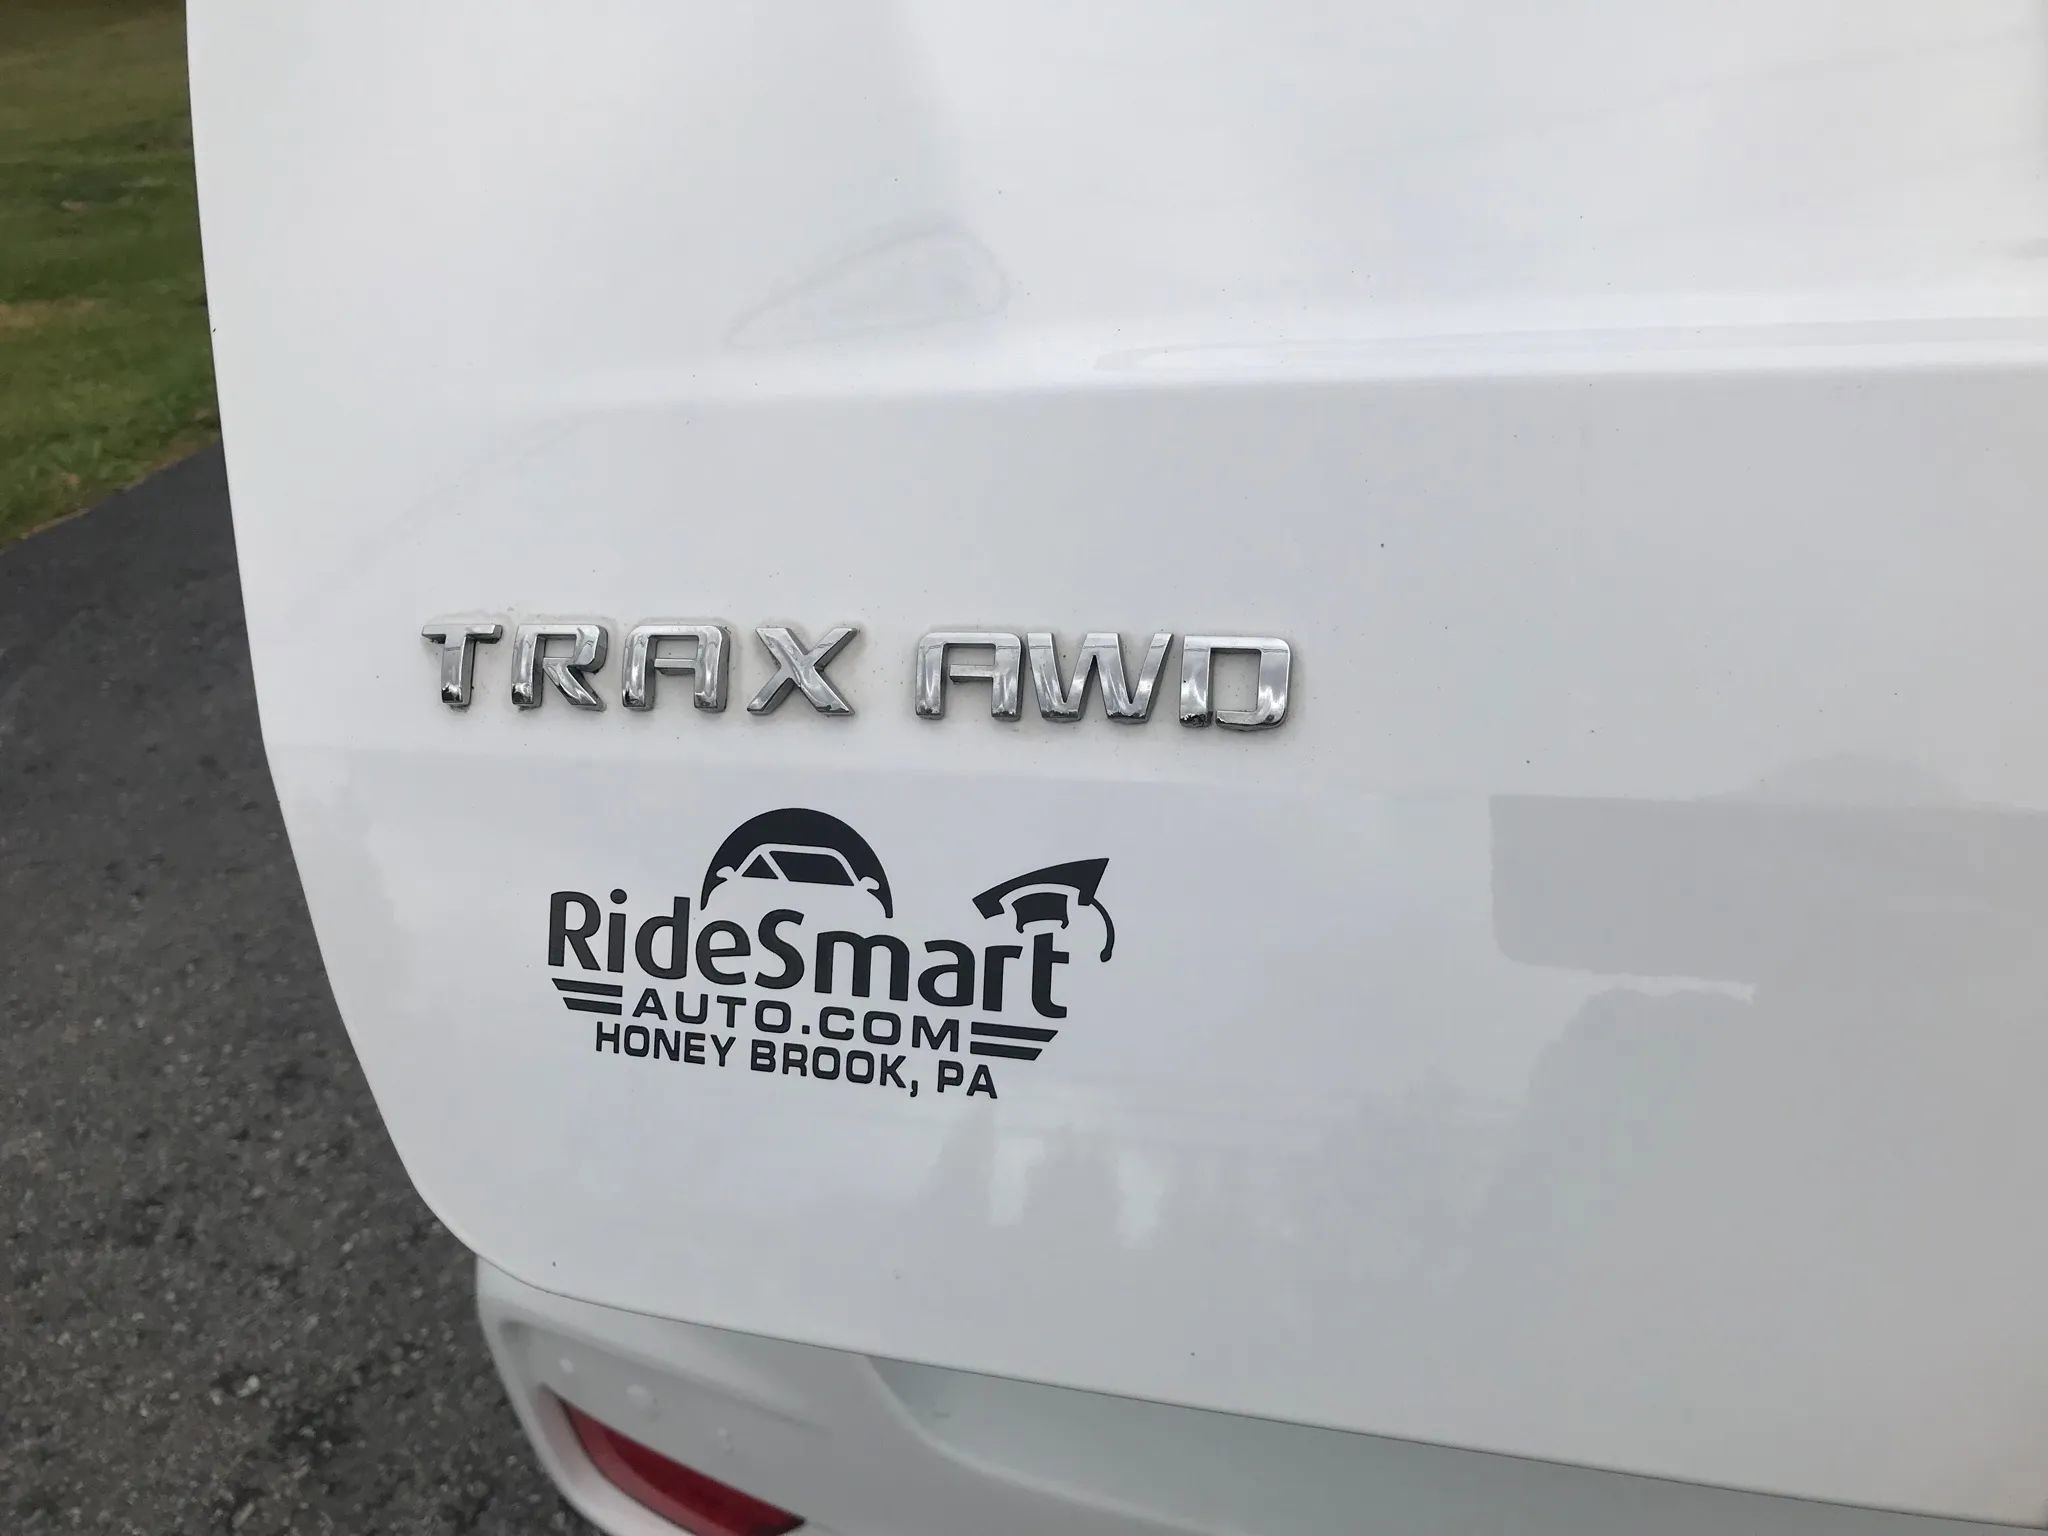 TRAX AWD
RideSmart
AUTO.COM
HONEY BROOK, PA